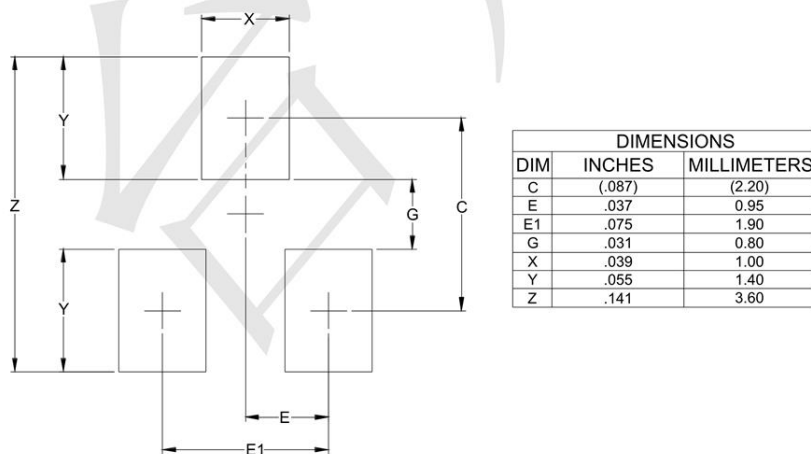 X
Y
Z
G
C
Y
E
E1
DIMENSIONS
DIM INCHES MILLIMETERS
C (.087) (2.20)
E .037 0.95
E1 .075 1.90
G .031 0.80
X .039 1.00
Y .055 1.40
Z .141 3.60